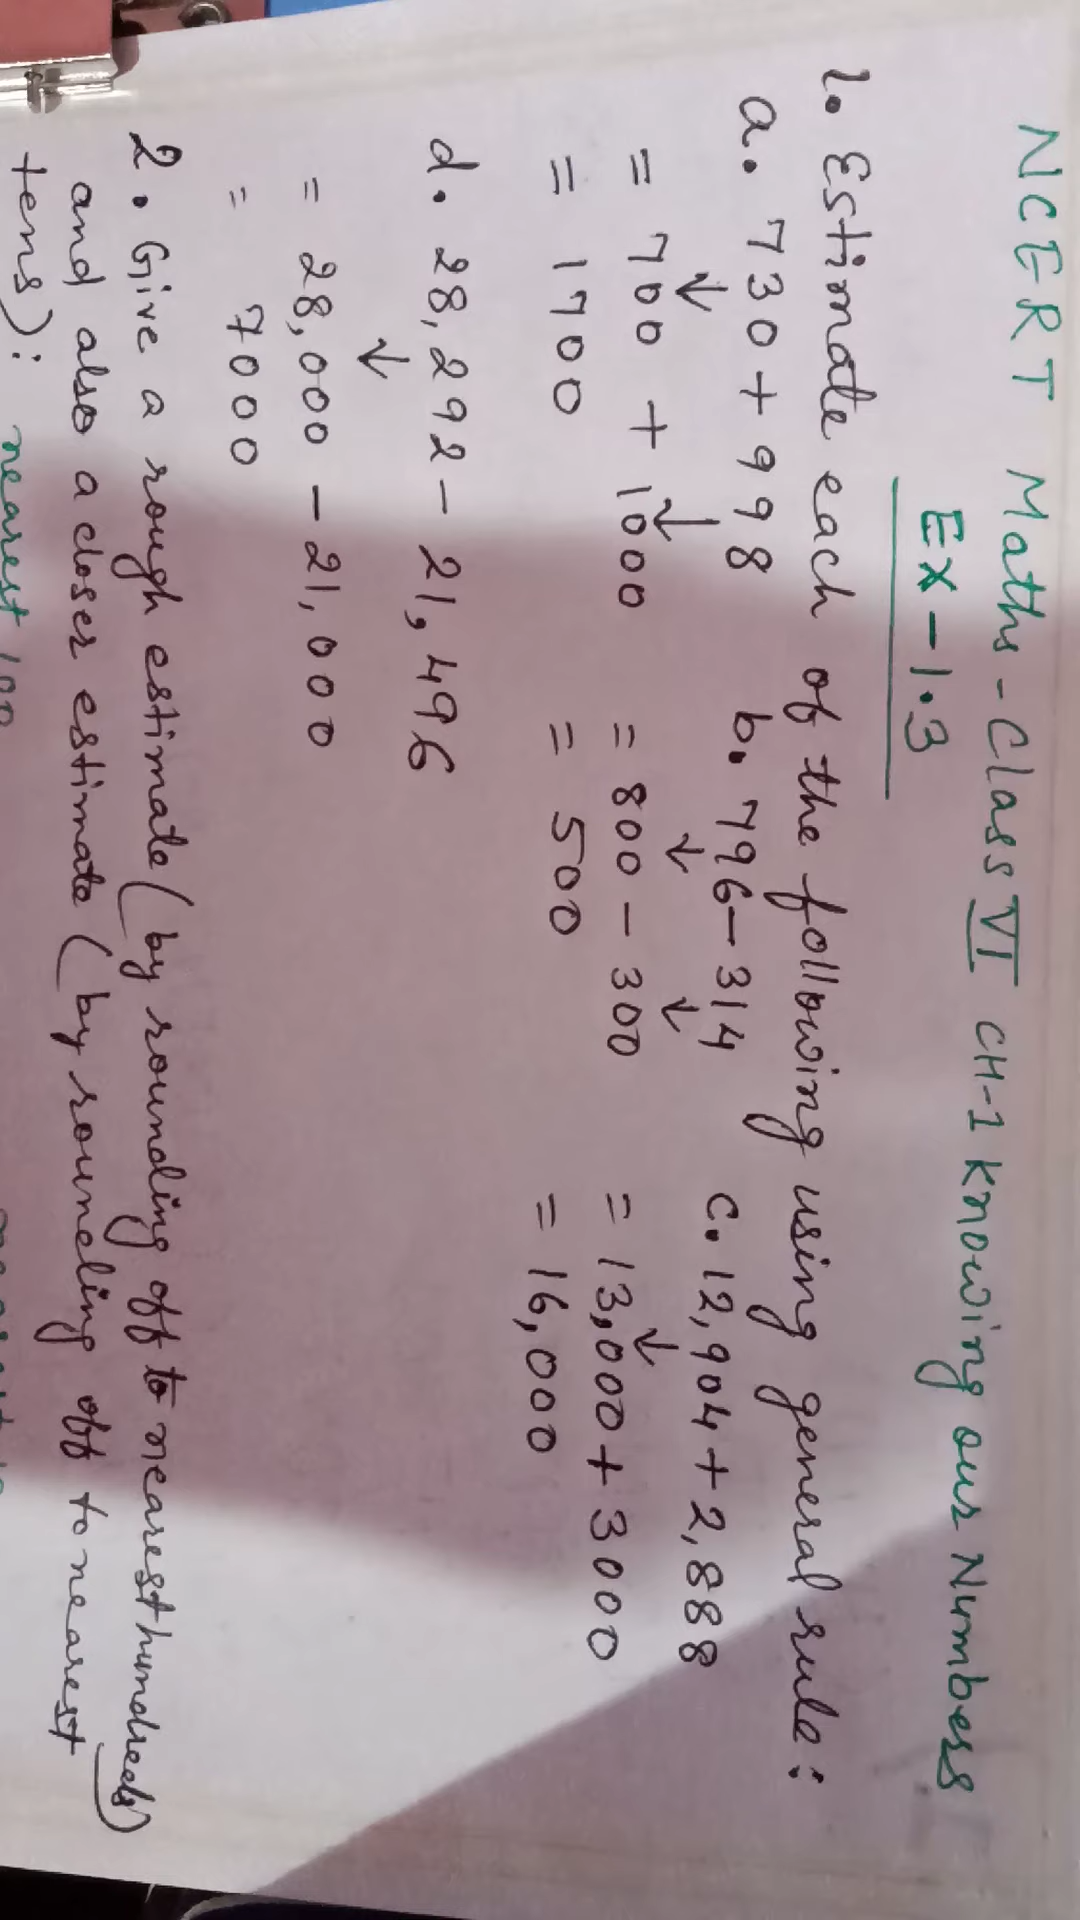 NCERT Maths - Class VI CH-1 Knowing our Numbers
EX - 1.3
1. Estimate each of the following using general rule:
a. 730 + 998 b. 796 - 314 c. 12,904 + 2,888
↓ ↓ ↓ ↓ ↓
= 700 + 1000 = 800 - 300 = 13,000 + 3000
= 1700 = 500 = 16,000
d. 28,292 - 21,496
↓
= 28,000 - 21,000
= 7000
2. Give a rough estimate (by rounding off to nearest hundreds)
and also a closer estimate (by rounding off to nearest
tens): nearest 100